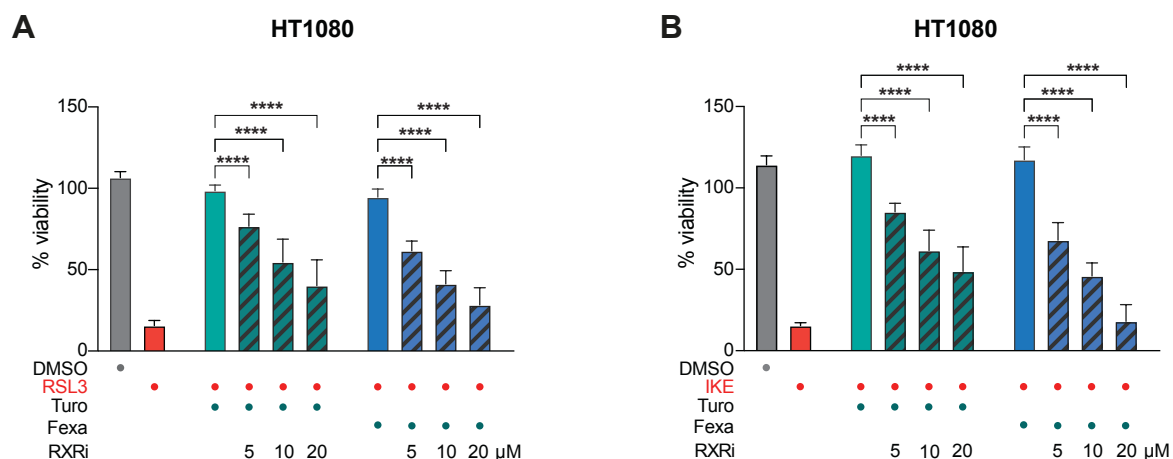 A
HT1080
% viability
150
100
50
0
****
****
****
****
****
****
DMSO
RSL3
Turo
Fexa
RXRi 5 10 20 5 10 20 µM
B
HT1080
% viability
150
100
50
0
****
****
****
****
****
****
DMSO
IKE
Turo
Fexa
RXRi 5 10 20 5 10 20 µM